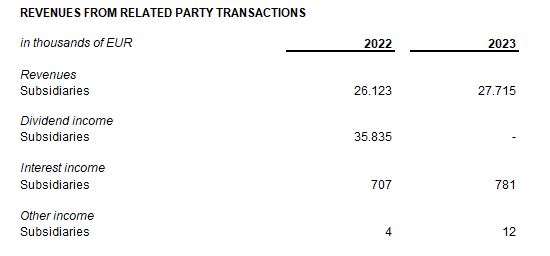 REVENUES FROM RELATED PARTY TRANSACTIONS
in thousands of EUR 2022 2023
Revenues
Subsidiaries 26.123 27.715
Dividend income
Subsidiaries 35.835 -
Interest income
Subsidiaries 707 781
Other income
Subsidiaries 4 12